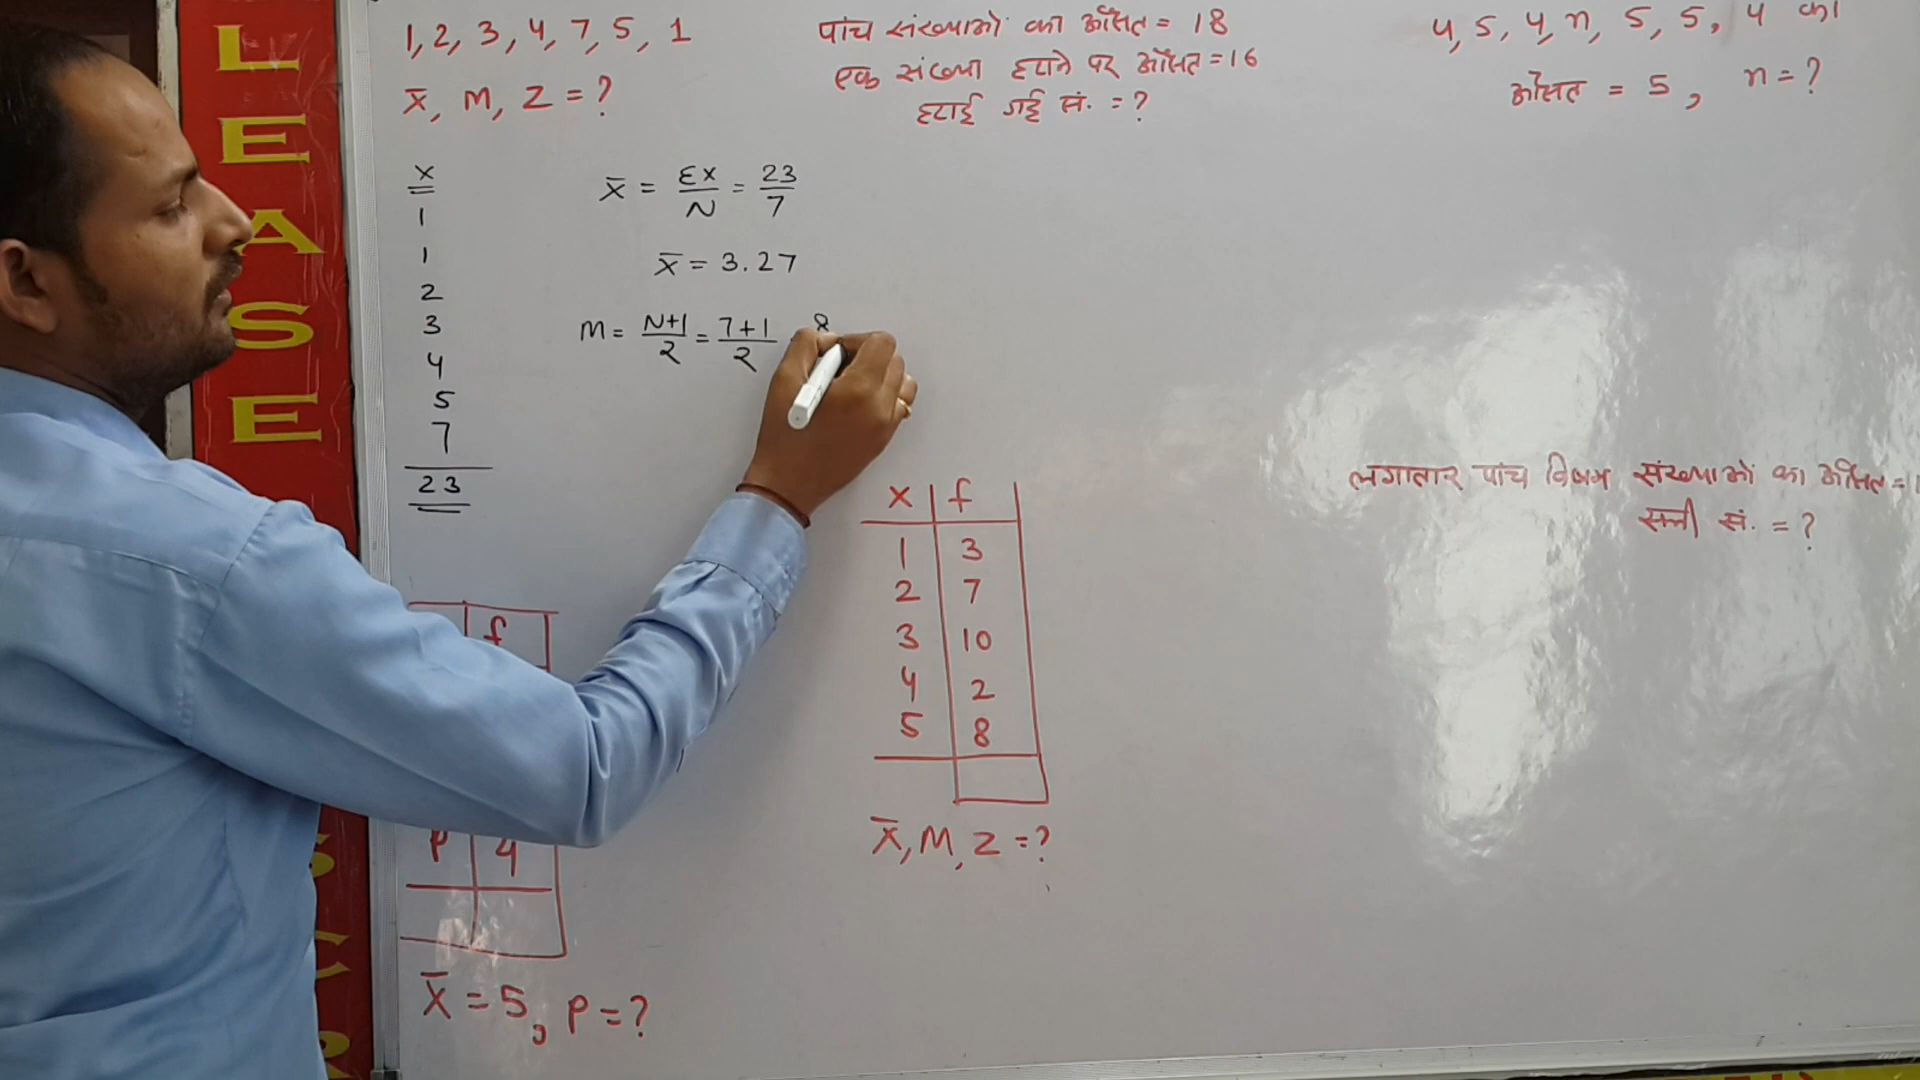 LEASE
1, 2, 3, 4, 7, 5, 1
x̄, M, Z = ?
पांच संख्याओं का औसत = 18
एक संख्या हटाने पर औसत = 16
हटाई गई सं. = ?
4, 5, 4, n, 5, 5, 4 का
औसत = 5, n = ?
x
1
1
2
3
4
5
7
23
x̄ = Σx/N = 23/7
x̄ = 3.27
M = N+1/2 = 7+1/2 8
x | f
1 | 3
2 | 7
3 | 10
4 | 2
5 | 8
x̄, M, Z = ?
लगातार पांच विषम संख्याओं का औसत =
सभी सं. = ?
f
P | 4
x̄ = 5, P = ?